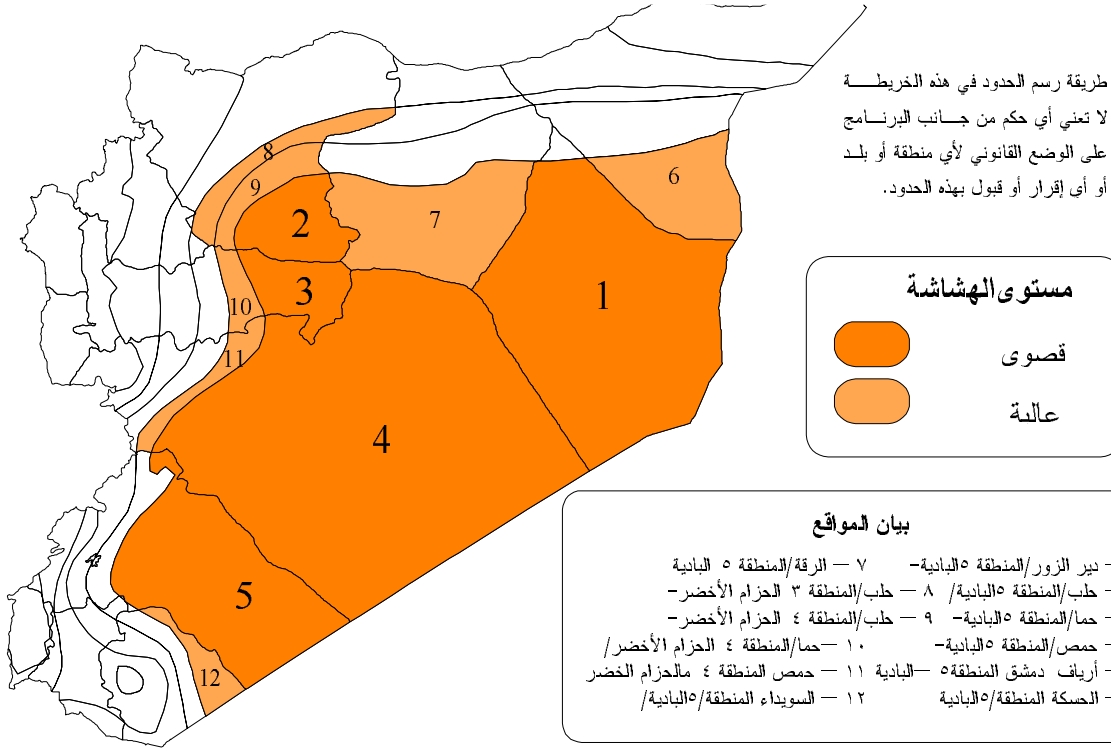 طريقة رسم الحدود في هذه الخريطـــــة
لا تعني أي حكم من جـــانب البرنـــامج
على الوضع القانوني لأي منطقة أو بلـد
أو أي إقرار أو قبول بهذه الحدود.
8
9
6
2
7
3
1
10
11
4
5
12
مستوى الهشاشة
قصوى
عالية
بيان المواقع
- دير الزور/المنطقة ٥البادية- ٧ – الرقة/المنطقة ٥ البادية
- حلب/المنطقة ٥البادية/ ٨ – حلب/المنطقة ٣ الحزام الأخضر-
- حما/المنطقة ٥البادية- ٩ – حلب/المنطقة ٤ الحزام الأخضر-
- حمص/المنطقة ٥البادية- ١٠ –حما/المنطقة ٤ الحزام الأخضر/
- أرياف دمشق المنطقة٥ –البادية ١١ – حمص المنطقة ٤ مالحزام الخضر
- الحسكة المنطقة/٥البادية ١٢ – السويداء المنطقة/٥البادية/